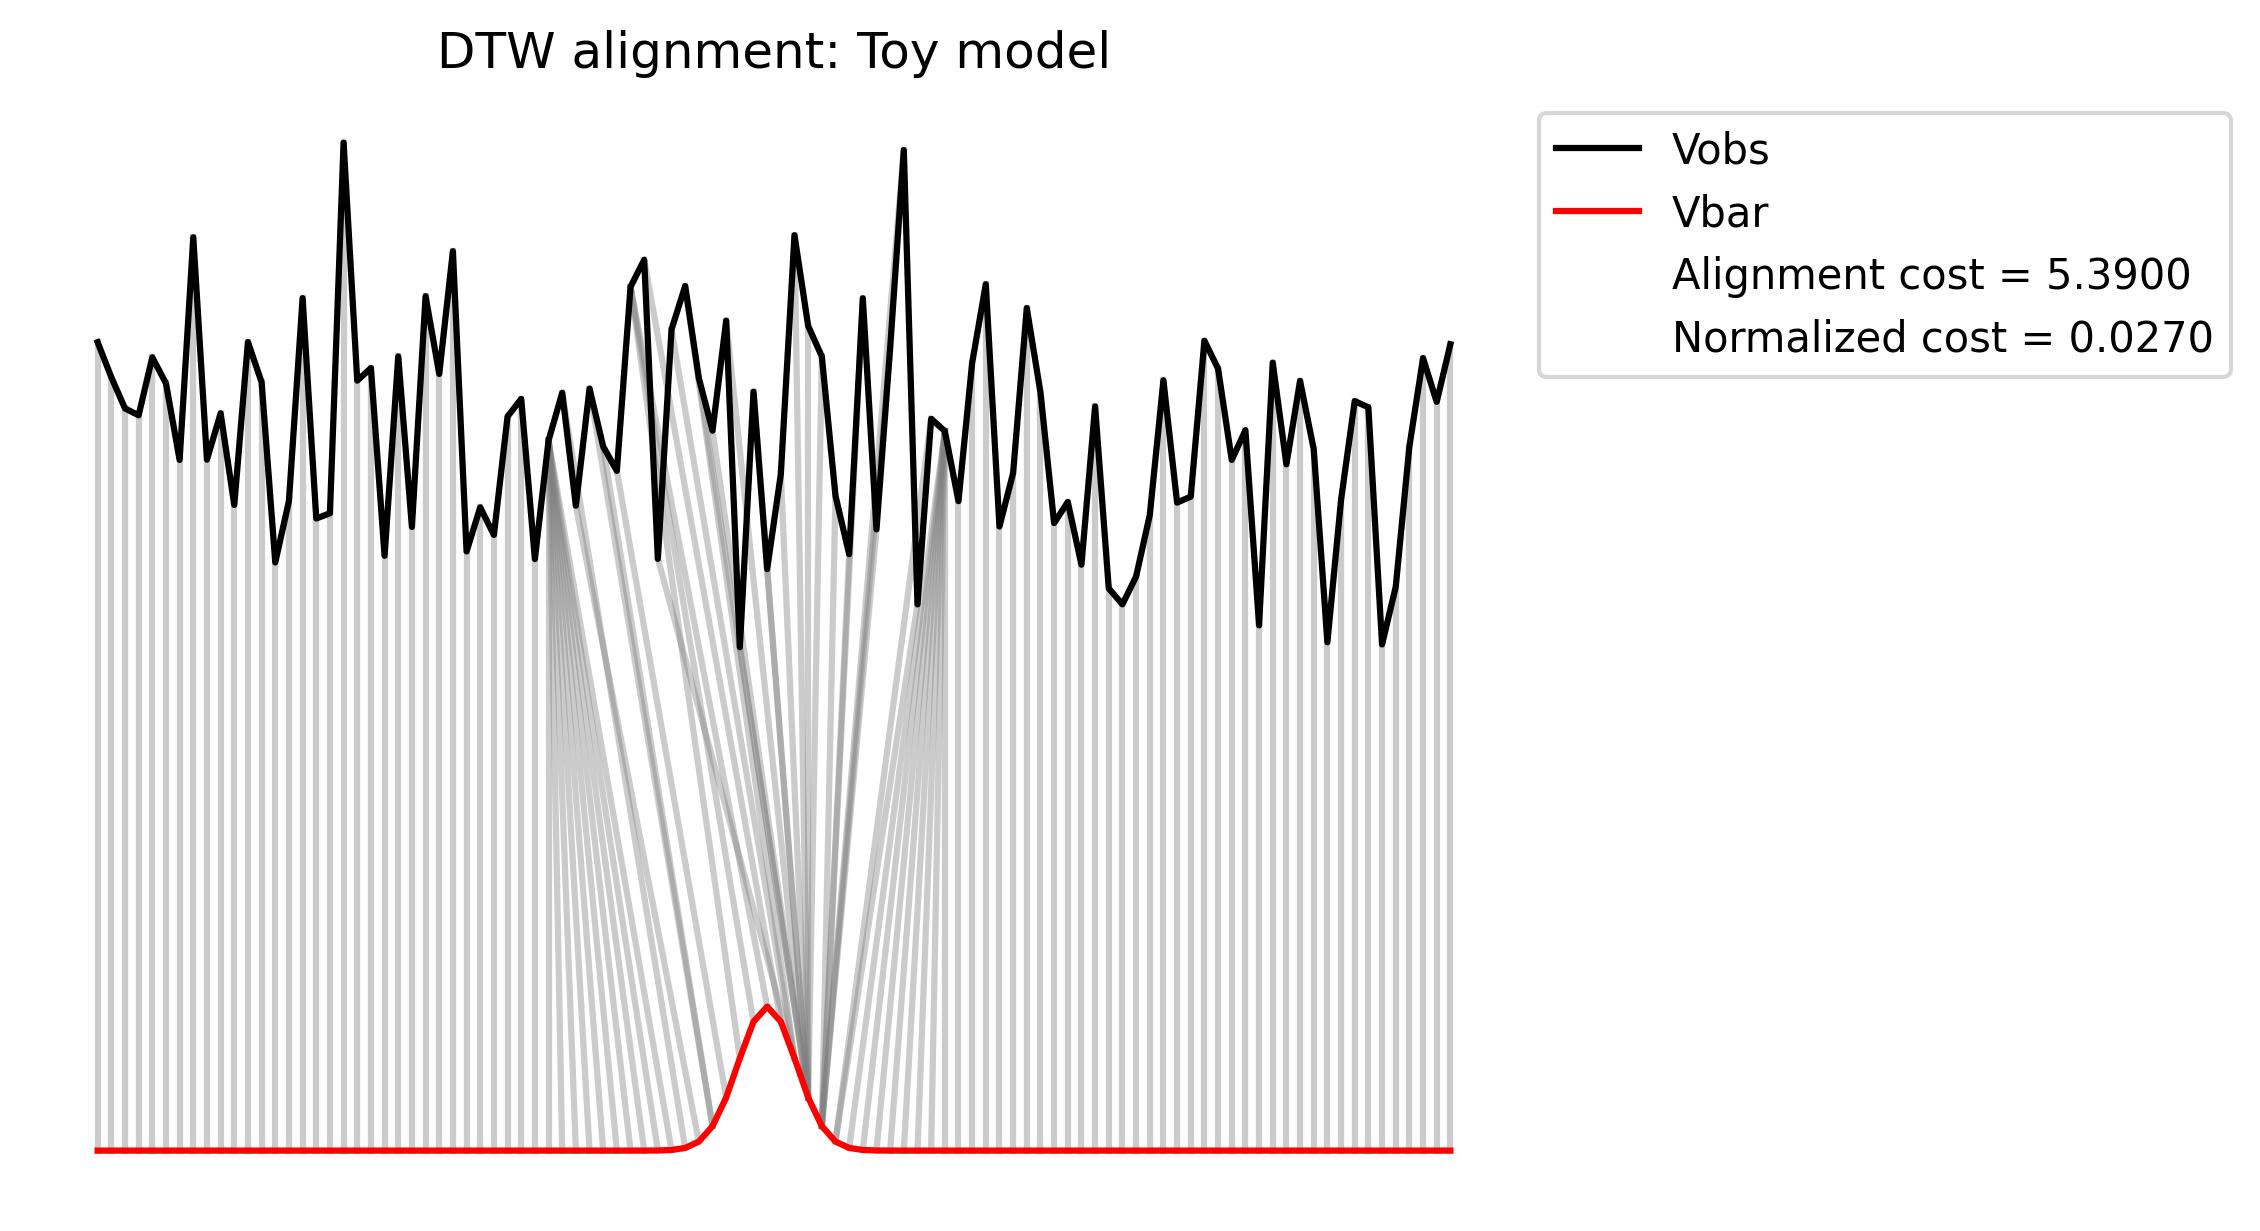 DTW alignment: Toy model
Vobs
Vbar
Alignment cost = 5.3900
Normalized cost = 0.0270